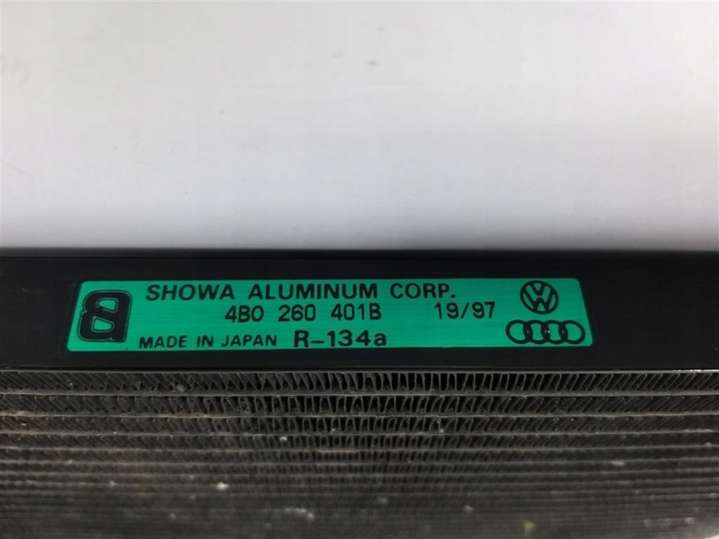 SHOWA ALUMINUM CORP.
4B0 260 401B 19/97
MADE IN JAPAN R-134a